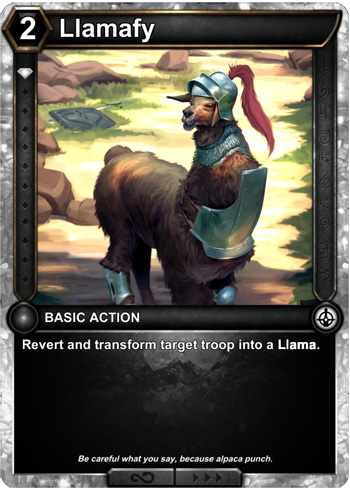 2 Llamafy
BASIC ACTION
Revert and transform target troop into a Llama.
Be careful what you say, because alpaca punch.